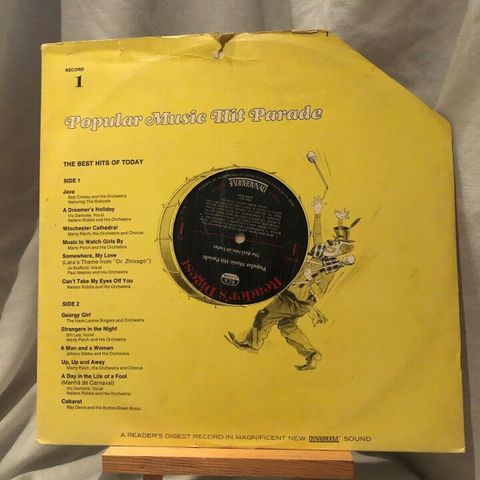 RECORD
1
Popular Music Hit Parade
THE BEST HITS OF TODAY
SIDE 1
Java
Bob Crosby and His Orchestra
featuring The Bobcats
A Dreamer's Holiday
Vic Damone, Vocal
Nelson Riddle and His Orchestra
Winchester Cathedral
Marty Paich, His Orchestra and Chorus
Music to Watch Girls By
Marty Paich and His Orchestra
Somewhere, My Love
(Lara's Theme from "Dr. Zhivago")
Jo Stafford, Vocal
Paul Weston and His Orchestra
Can't Take My Eyes Off You
Nelson Riddle and His Orchestra
SIDE 2
Georgy Girl
The Hank Levine Singers and Orchestra
Strangers in the Night
Bill Lee, Vocal
Marty Paich and His Orchestra
A Man and a Woman
Johnny Gibbs and His Orchestra
Up, Up and Away
Marty Paich, His Orchestra and Chorus
A Day in the Life of a Fool
(Manhã de Carnaval)
Vic Damone, Vocal
Nelson Riddle and His Orchestra
Cabaret
Ray Davis and His Button-Down Brass
DYNAGROOVE
The Best Hits of Today
Popular Music Hit Parade
RCA
Reader's Digest
A READER'S DIGEST RECORD IN MAGNIFICENT NEW DYNAGROOVE SOUND